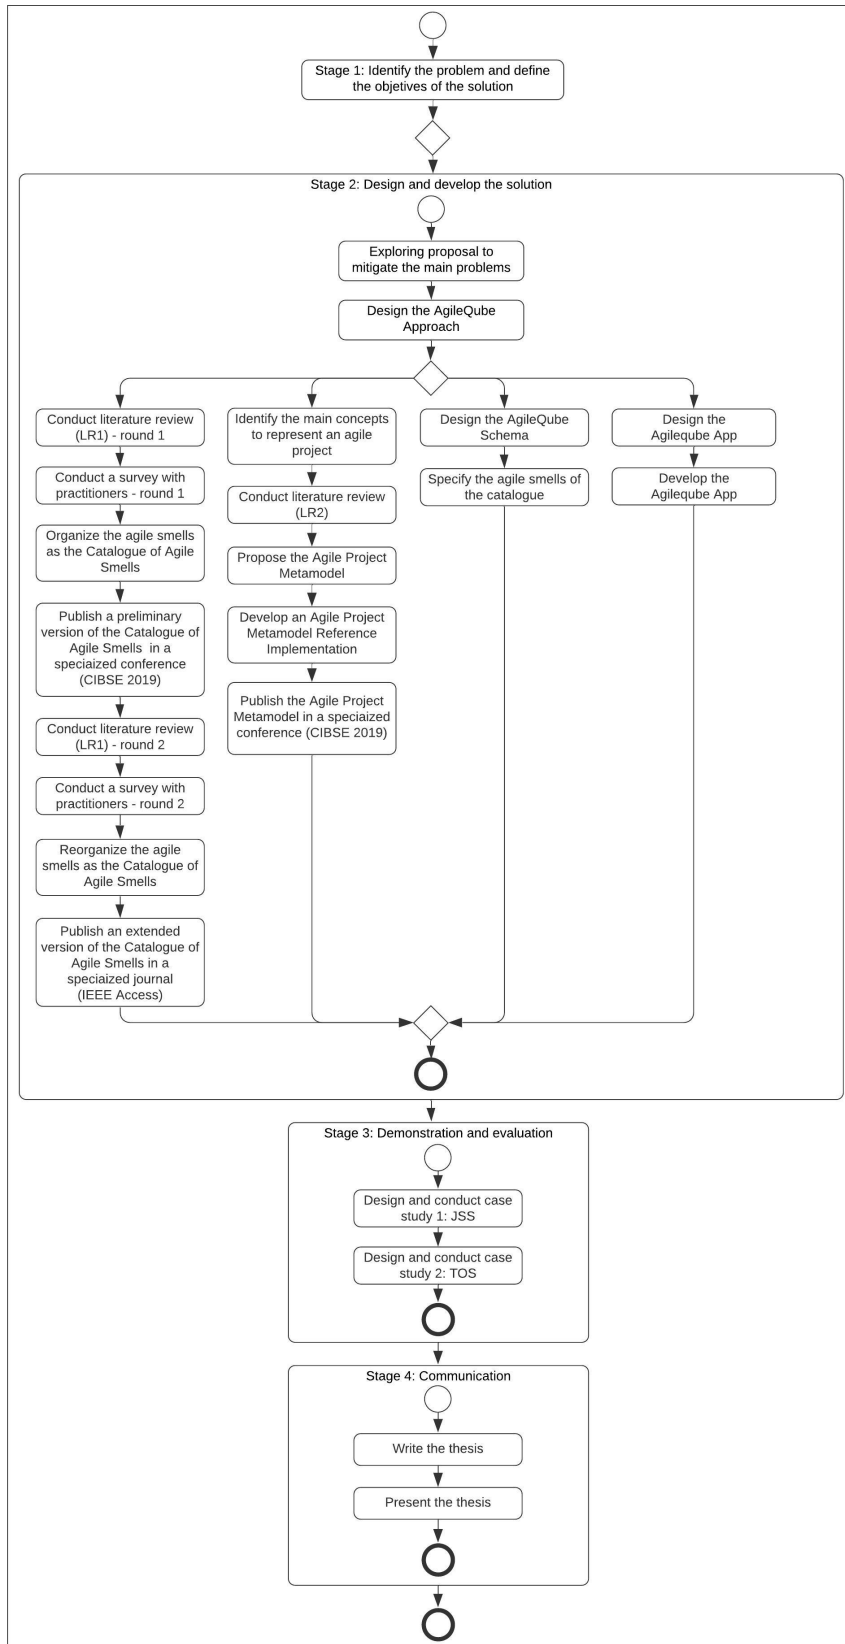 Stage 1: Identify the problem and define
the objetives of the solution
Stage 2: Design and develop the solution
Exploring proposal to
mitigate the main problems
Design the AgileQube
Approach
Conduct literature review
(LR1) - round 1
Conduct a survey with
practitioners - round 1
Organize the agile smells
as the Catalogue of Agile
Smells
Publish a preliminary
version of the Catalogue of
Agile Smells  in a
speciaized conference
(CIBSE 2019)
Conduct literature review
(LR1) - round 2
Conduct a survey with
practitioners - round 2
Reorganize the agile
smells as the Catalogue of
Agile Smells
Publish an extended
version of the Catalogue of
Agile Smells in a
speciaized journal
(IEEE Access)
Identify the main concepts
to represent an agile
project
Conduct literature review
(LR2)
Propose the Agile Project
Metamodel
Develop an Agile Project
Metamodel Reference
Implementation
Publish the Agile Project
Metamodel in a speciaized
conference (CIBSE 2019)
Design the AgileQube
Schema
Specify the agile smells of
the catalogue
Design the
Agileqube App
Develop the
Agileqube App
Stage 3: Demonstration and evaluation
Design and conduct case
study 1: JSS
Design and conduct case
study 2: TOS
Stage 4: Communication
Write the thesis
Present the thesis